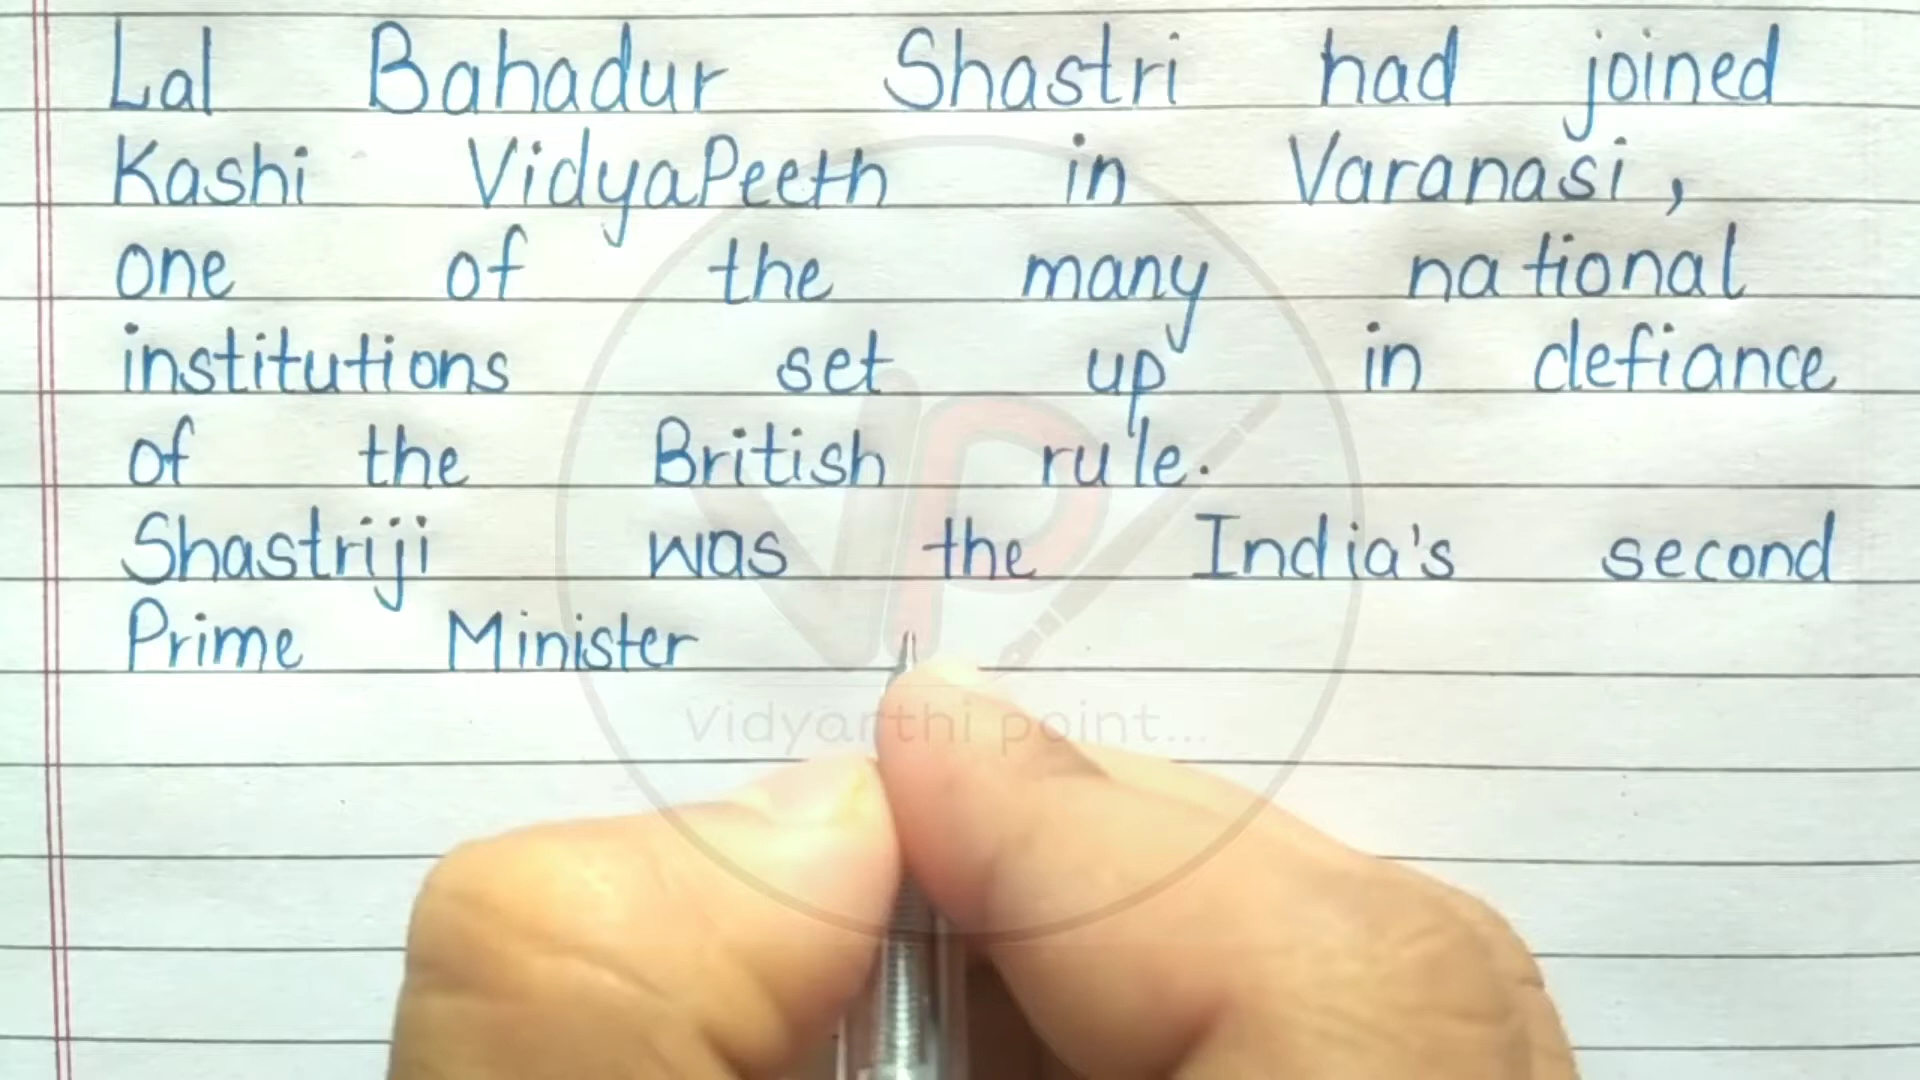 Lal Bahadur Shastri had joined
Kashi VidyaPeeth in Varanasi,
one of the many national
institutions set up in defiance
of the British rule.
Shastriji was the India's second
Prime Minister
Vidyarthi point...